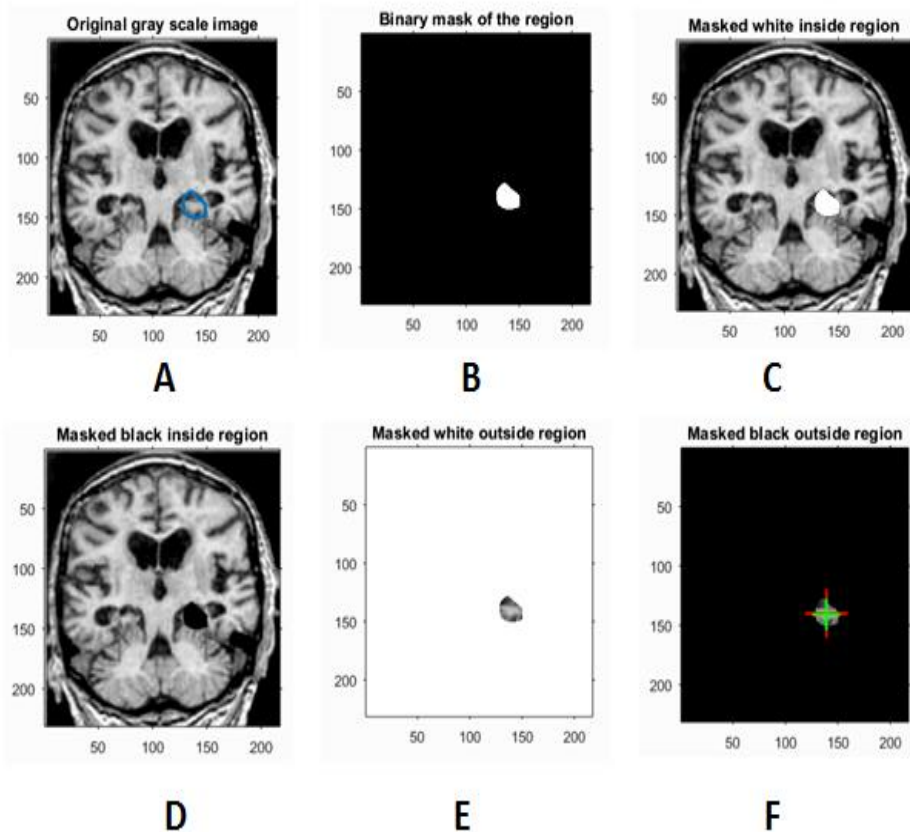 Original gray scale image
Binary mask of the region
Masked white inside region
50
100
150
200
50 100 150 200
50
100
150
200
50 100 150 200
50
100
150
200
50 100 150 200
A
B
C
Masked black inside region
Masked white outside region
Masked black outside region
50
100
150
200
50 100 150 200
50
100
150
200
50 100 150 200
50
100
150
200
50 100 150 200
D
E
F